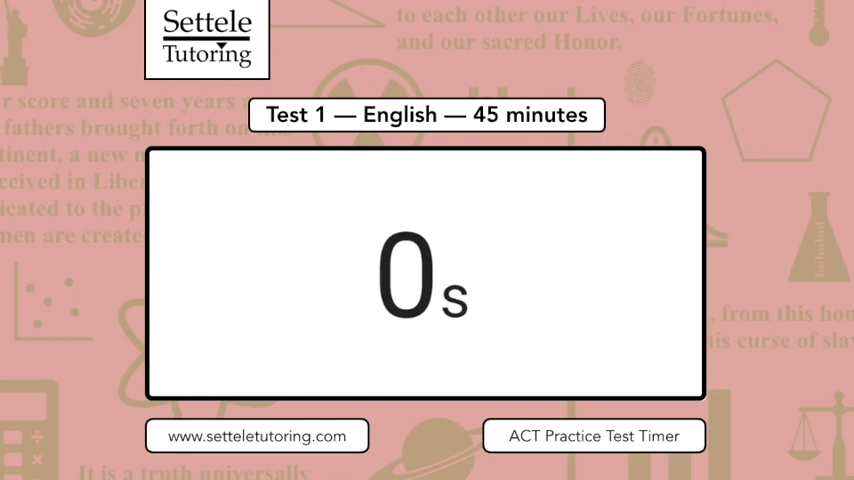 Settele
Tutoring
to each other our Lives, our Fortunes,
and our sacred Honor.
r score and seven years
Test 1 — English — 45 minutes
fathers brought forth on
tinent, a new
ceived in Liber
icated to the p
men are create
0s
, from this hou
his curse of slav
www.setteletutoring.com
ACT Practice Test Timer
It is a truth universally